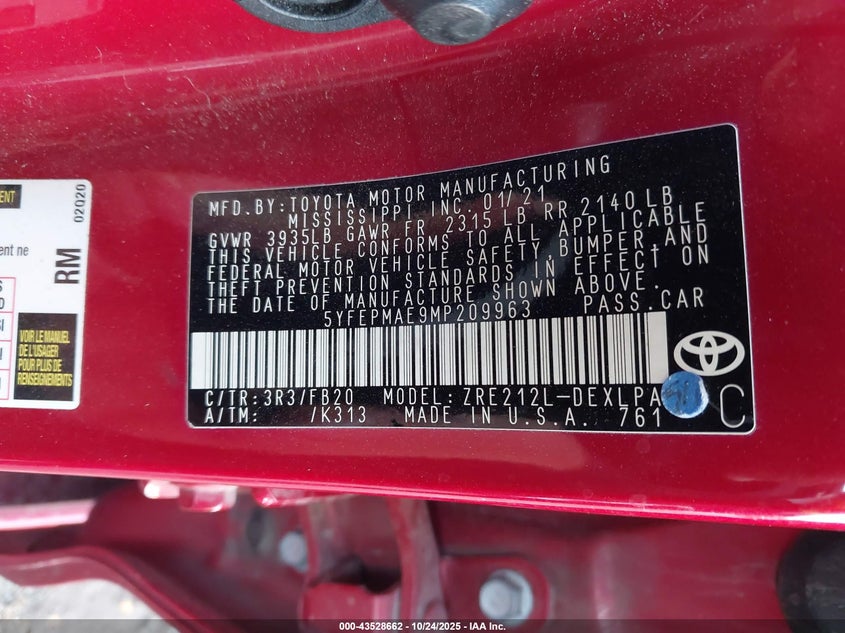 MFD.BY:TOYOTA MOTOR MANUFACTURING
MISSISSIPPI, INC. 01/21
GVWR 3935LB GAWR FR 2315 LB RR 2140 LB
THIS VEHICLE CONFORMS TO ALL APPLICABLE
FEDERAL MOTOR VEHICLE SAFETY,BUMPER,AND
THEFT PREVENTION STANDARDS IN EFFECT ON
THE DATE OF MANUFACTURE SHOWN ABOVE.
5YFEPMAE9MP209963 PASS.CAR
C/TR:3R3/FB20 MODEL:ZRE212L-DEXLPA
A/TM: /K313 MADE IN U.S.A. 761
C
02020
RM
ENT
ent ne
VOIR LE MANUEL
DE L'USAGER
POUR PLUS DE
RENSEIGNEMENTS
000-43528662 - 10/24/2025 - IAA Inc.